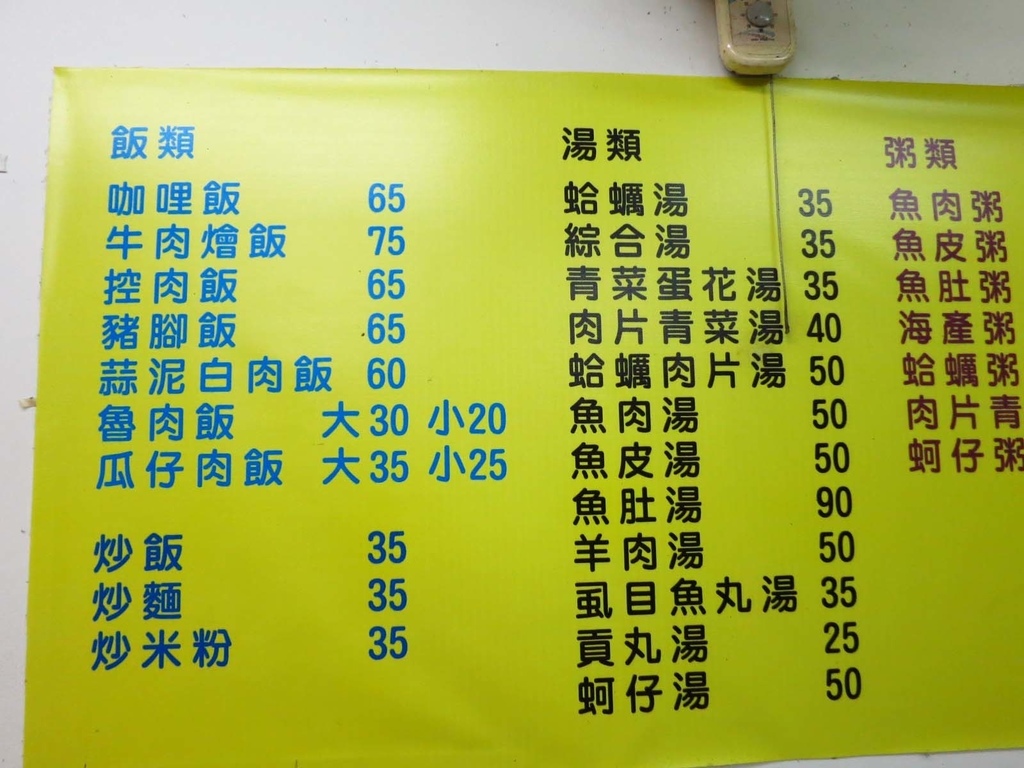 飯類
咖哩飯 65
牛肉燴飯 75
控肉飯 65
豬腳飯 65
蒜泥白肉飯 60
魯肉飯 大30 小20
瓜仔肉飯 大35 小25
炒飯 35
炒麵 35
炒米粉 35
湯類
蛤蠣湯 35
綜合湯 35
青菜蛋花湯 35
肉片青菜湯 40
蛤蠣肉片湯 50
魚肉湯 50
魚皮湯 50
魚肚湯 90
羊肉湯 50
虱目魚丸湯 35
貢丸湯 25
蚵仔湯 50
粥類
魚肉粥
魚皮粥
魚肚粥
海產粥
蛤蠣粥
肉片青
蚵仔粥